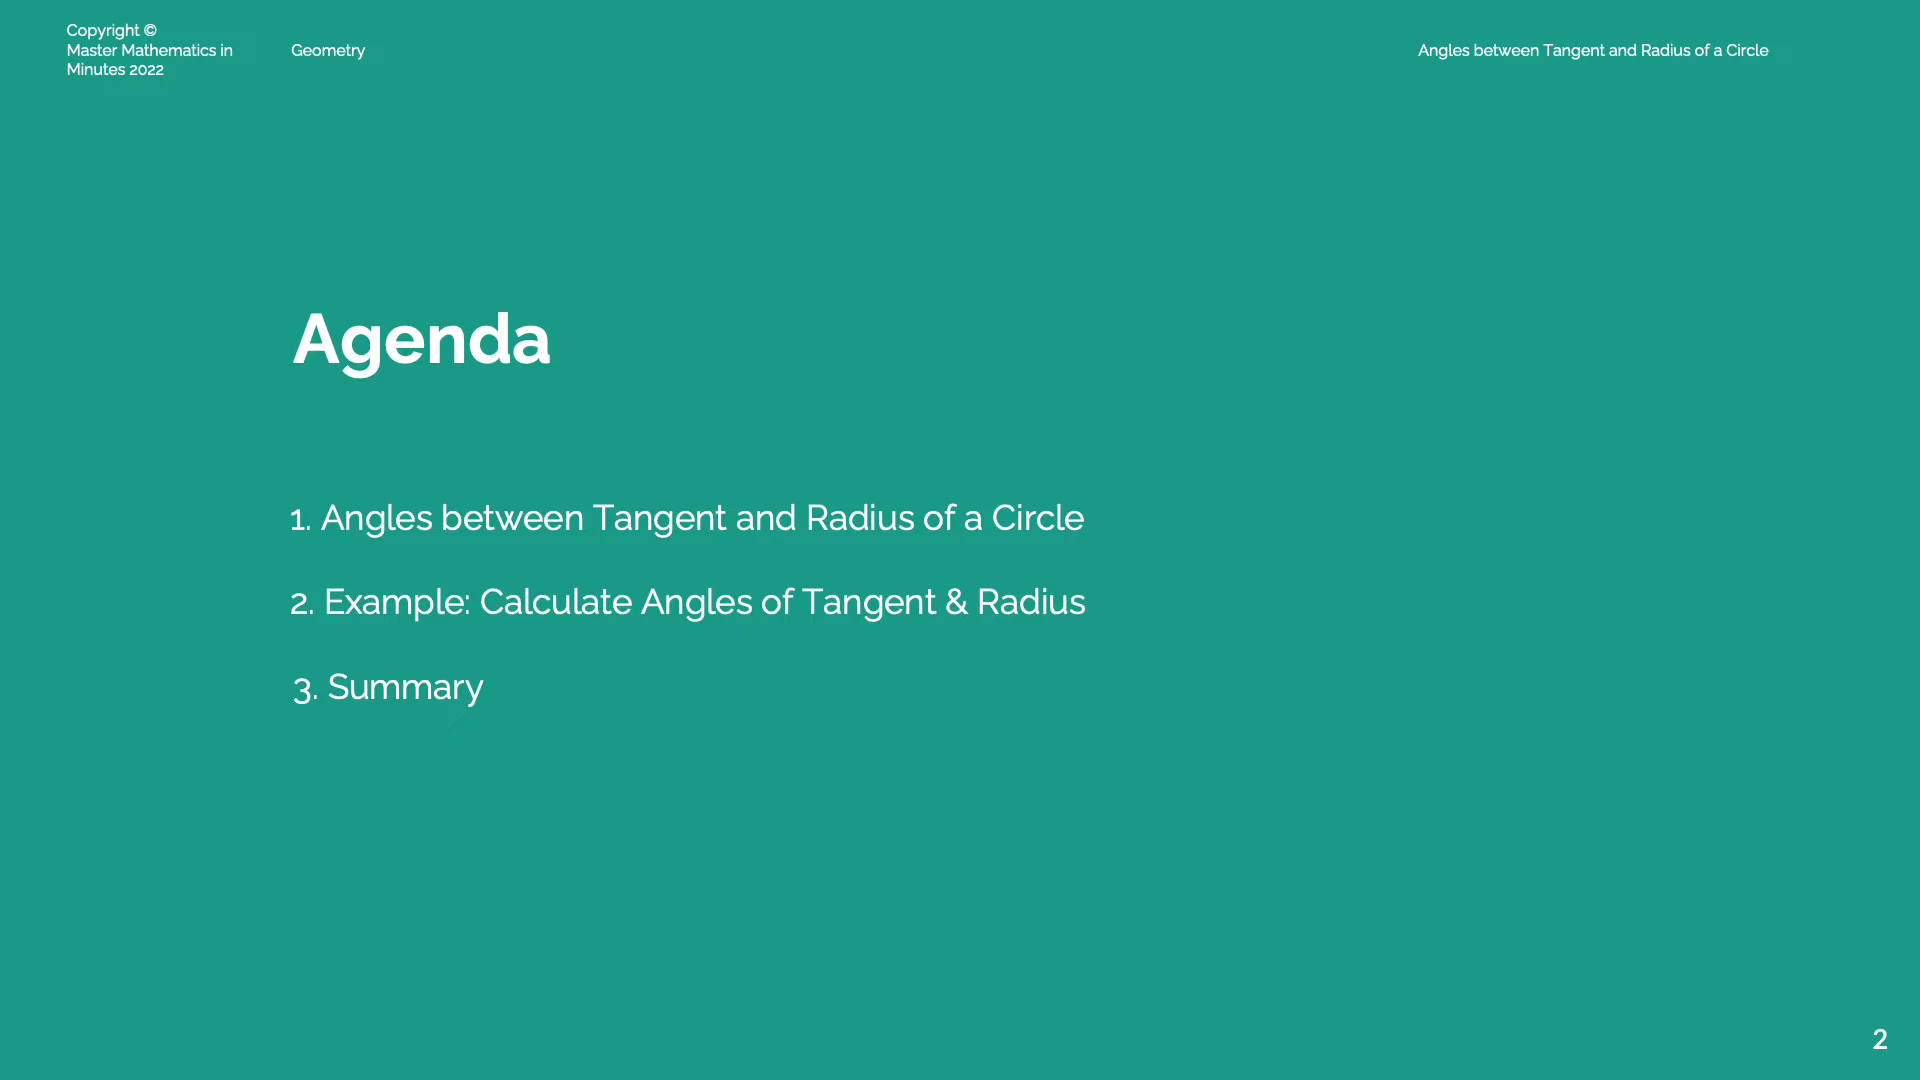 Copyright ©
Master Mathematics in
Minutes 2022
Geometry
Angles between Tangent and Radius of a Circle
Agenda
1. Angles between Tangent and Radius of a Circle
2. Example: Calculate Angles of Tangent & Radius
3. Summary
2